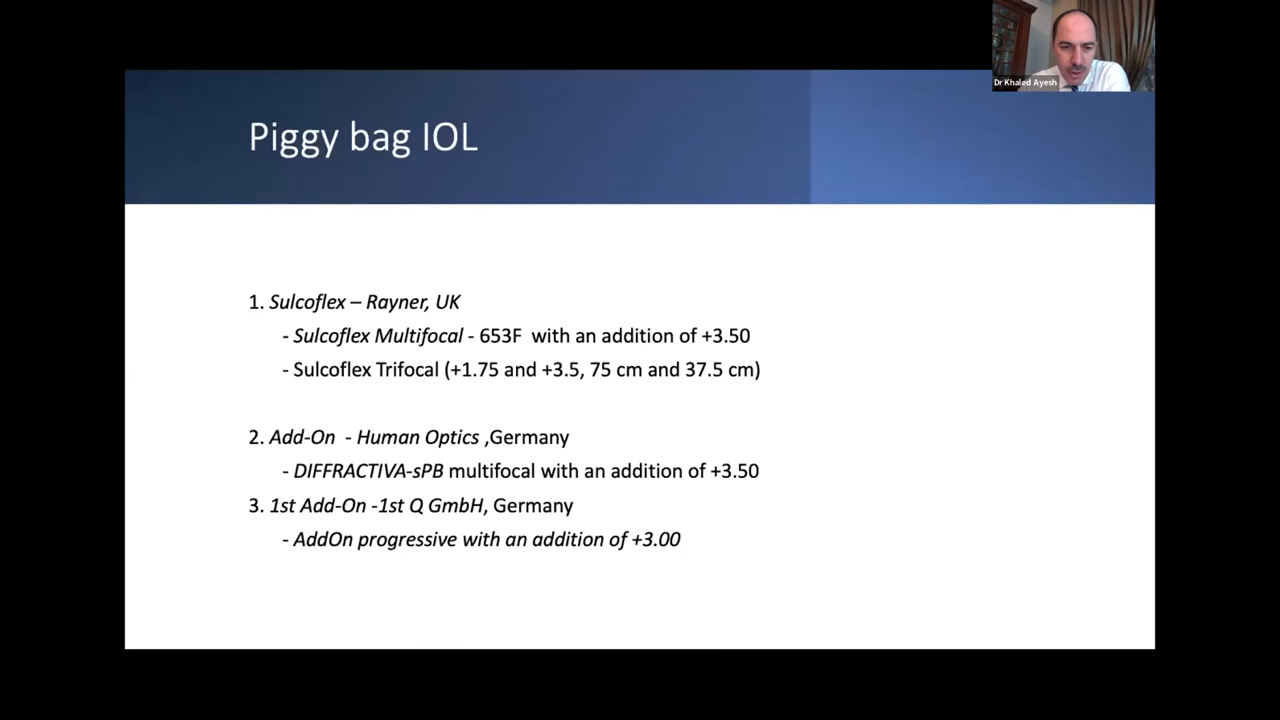 Dr Khaled Ayesh
Piggy bag IOL
1. Sulcoflex – Rayner, UK
- Sulcoflex Multifocal - 653F with an addition of +3.50
- Sulcoflex Trifocal (+1.75 and +3.5, 75 cm and 37.5 cm)
2. Add-On - Human Optics ,Germany
- DIFFRACTIVA-sPB multifocal with an addition of +3.50
3. 1st Add-On -1st Q GmbH, Germany
- AddOn progressive with an addition of +3.00